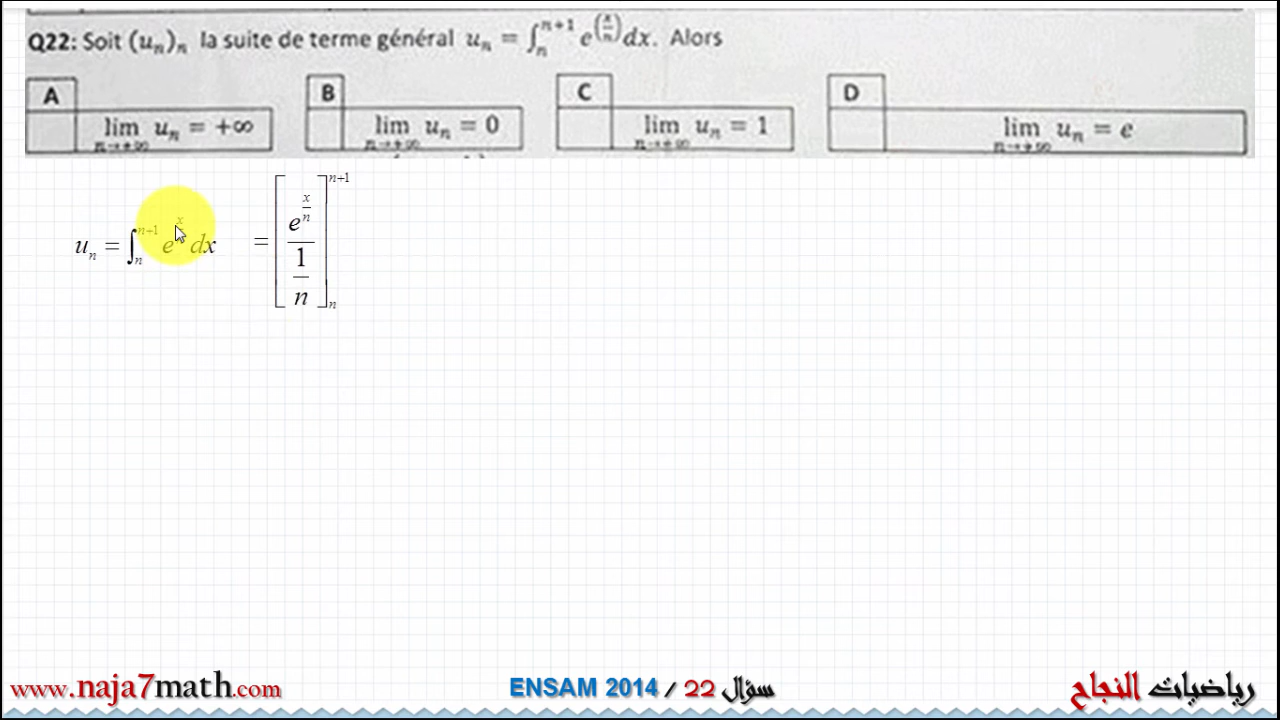 Q22: Soit (uₙ)ₙ la suite de terme général uₙ = ∫ₙⁿ⁺¹ e^(x/n) dx. Alors
A B C D
lim uₙ = +∞ lim uₙ = 0 lim uₙ = 1 lim uₙ = e
n→+∞ n→+∞ n→+∞ n→+∞
uₙ = ∫ₙⁿ⁺¹ e^(x/n) dx = [e^(x/n) / (1/n)]ₙⁿ⁺¹
www.naja7math.com ENSAM 2014 / 22 سؤال رياضيات النجاح